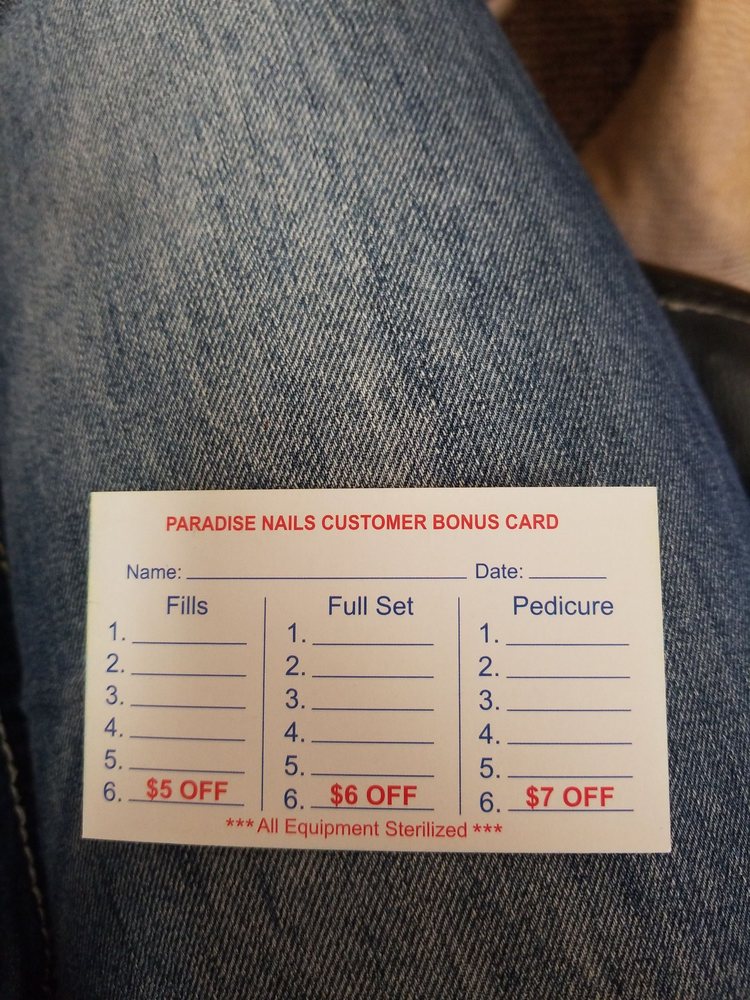 PARADISE NAILS CUSTOMER BONUS CARD
Name: Date:
Fills Full Set Pedicure
1. 1. 1.
2. 2. 2.
3. 3. 3.
4. 4. 4.
5. 5. 5.
6. $5 OFF 6. $6 OFF 6. $7 OFF
*** All Equipment Sterilized ***